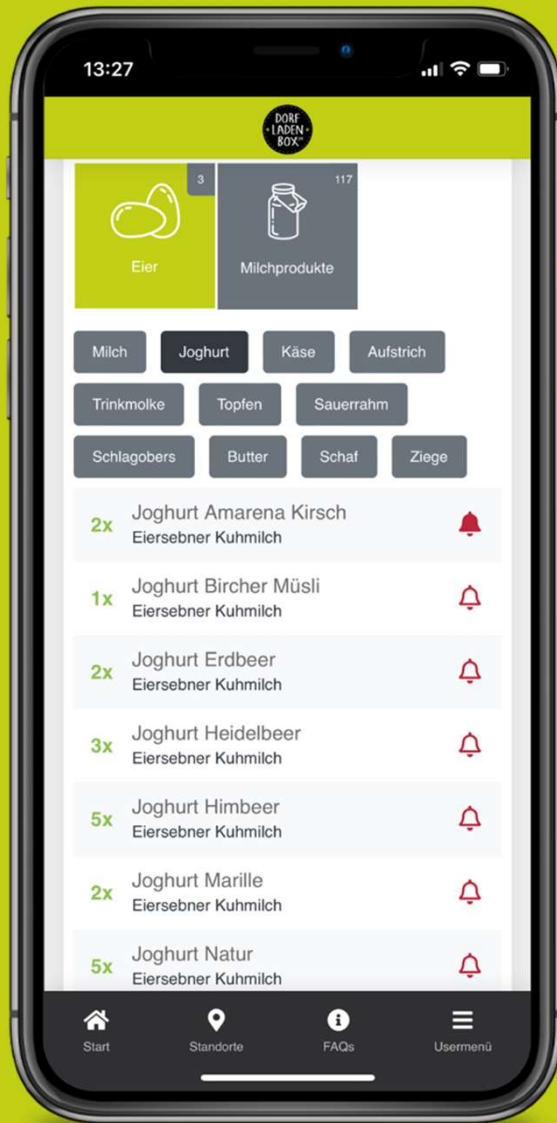 13:27
DORF
LADEN
BOX
3
117
Eier
Milchprodukte
Milch
Joghurt
Käse
Aufstrich
Trinkmolke
Topfen
Sauerrahm
Schlagobers
Butter
Schaf
Ziege
2x
Joghurt Amarena Kirsch
Eiersebner Kuhmilch
1x
Joghurt Bircher Müsli
Eiersebner Kuhmilch
2x
Joghurt Erdbeer
Eiersebner Kuhmilch
3x
Joghurt Heidelbeer
Eiersebner Kuhmilch
5x
Joghurt Himbeer
Eiersebner Kuhmilch
2x
Joghurt Marille
Eiersebner Kuhmilch
5x
Joghurt Natur
Eiersebner Kuhmilch
Start
Standorte
FAQs
Usermenü